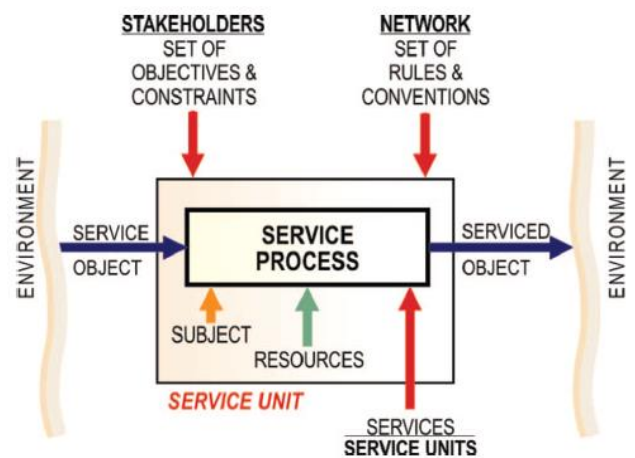 STAKEHOLDERS
SET OF
OBJECTIVES &
CONSTRAINTS
NETWORK
SET OF
RULES &
CONVENTIONS
ENVIRONMENT
SERVICE
OBJECT
SERVICE
PROCESS
SERVICED
OBJECT
ENVIRONMENT
SUBJECT
RESOURCES
SERVICE UNIT
SERVICES
SERVICE UNITS